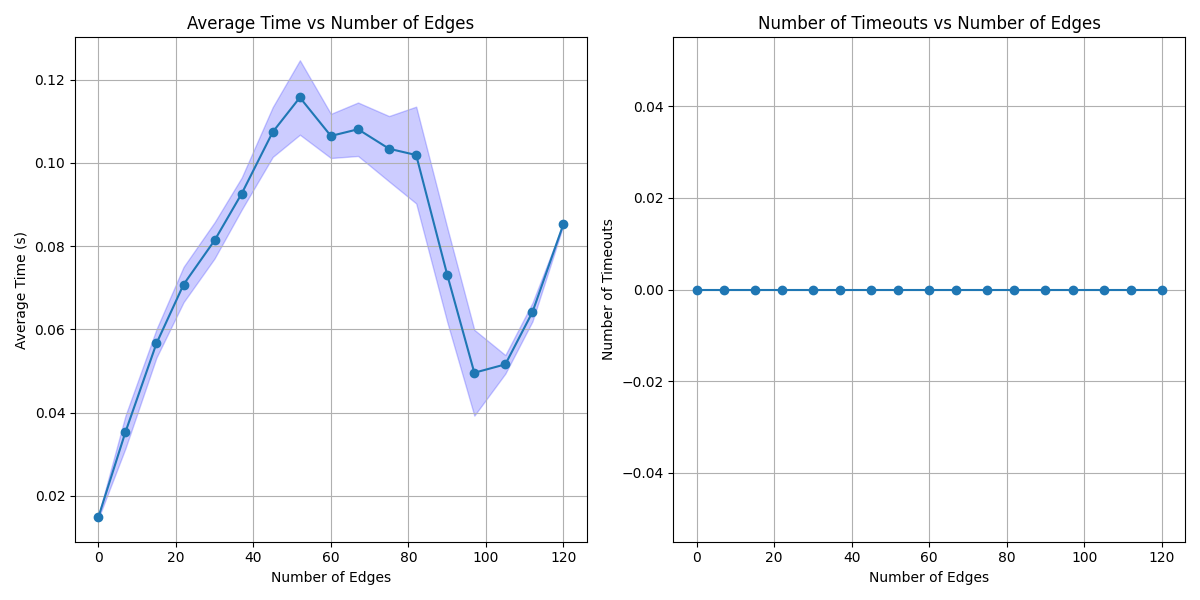 Average Time vs Number of Edges
Average Time (s)
0.12
0.10
0.08
0.06
0.04
0.02
0 20 40 60 80 100 120
Number of Edges
Number of Timeouts vs Number of Edges
Number of Timeouts
0.04
0.02
0.00
−0.02
−0.04
0 20 40 60 80 100 120
Number of Edges